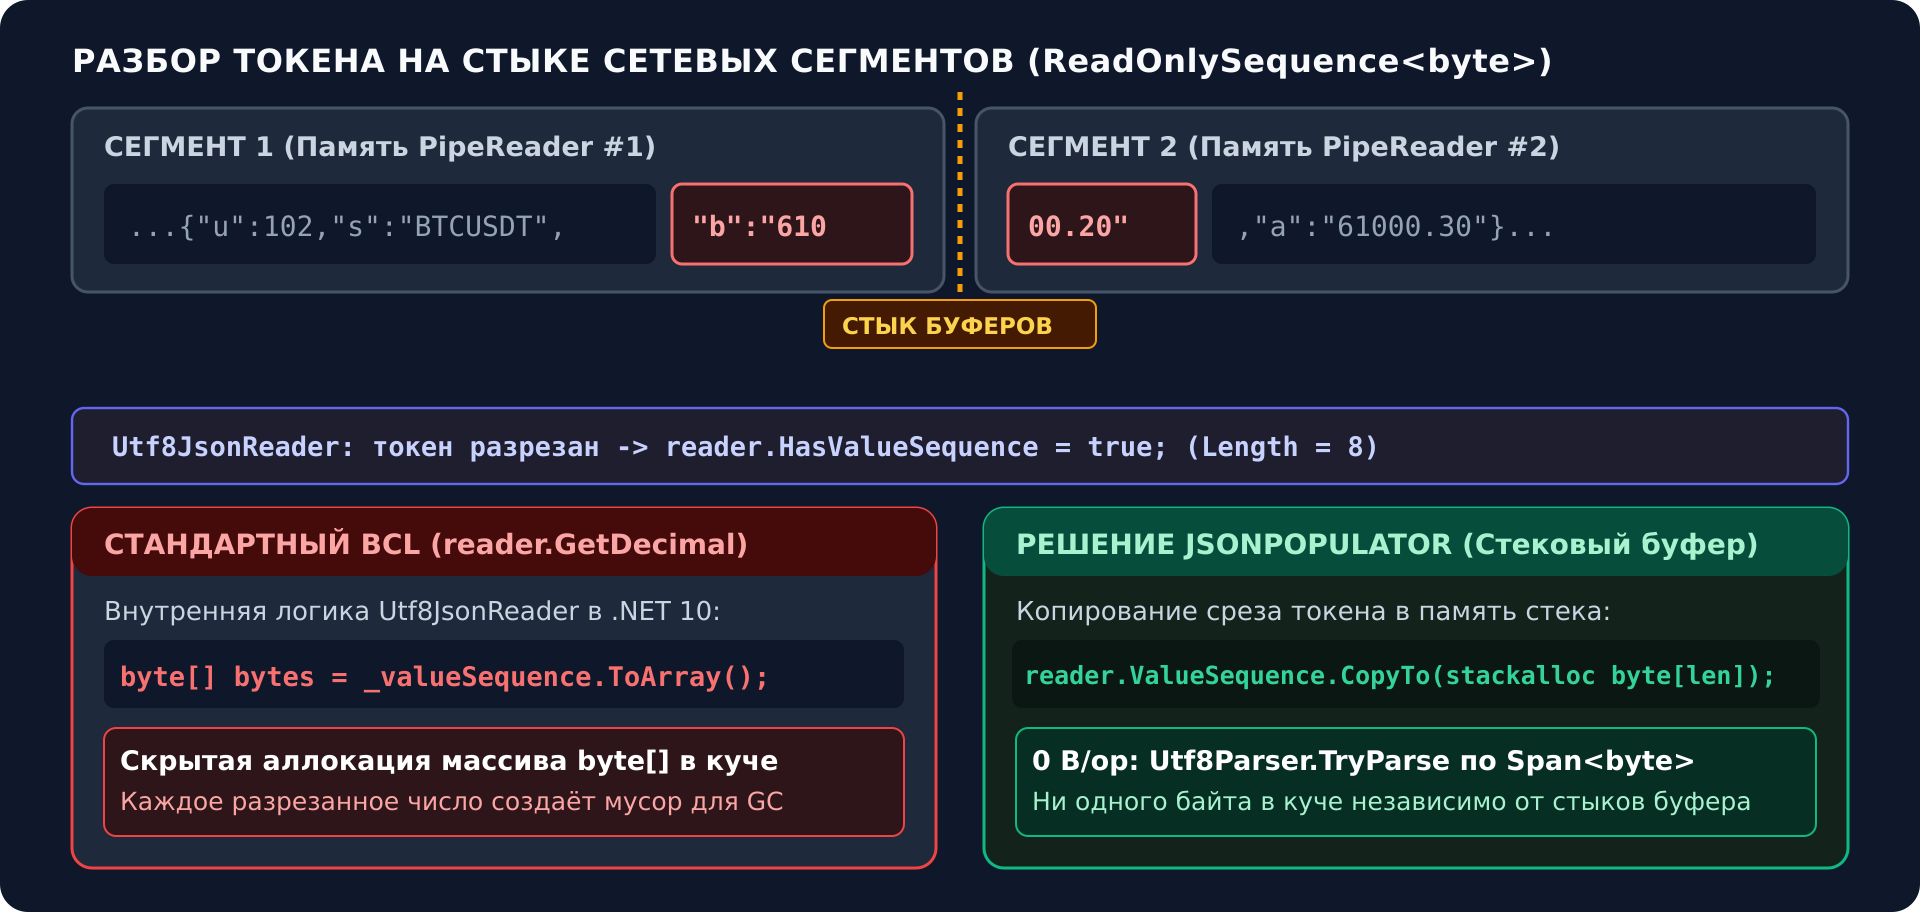 РАЗБОР ТОКЕНА НА СТЫКЕ СЕТЕВЫХ СЕГМЕНТОВ (ReadOnlySequence<byte>)
СЕГМЕНТ 1 (Память PipeReader #1)
...{"u":102,"s":"BTCUSDT",
"b":"610
СЕГМЕНТ 2 (Память PipeReader #2)
00.20"
,"a":"61000.30"}...
СТЫК БУФЕРОВ
Utf8JsonReader: токен разрезан -> reader.HasValueSequence = true; (Length = 8)
СТАНДАРТНЫЙ BCL (reader.GetDecimal)
Внутренняя логика Utf8JsonReader в .NET 10:
byte[] bytes = _valueSequence.ToArray();
Скрытая аллокация массива byte[] в куче
Каждое разрезанное число создаёт мусор для GC
РЕШЕНИЕ JSONPOPULATOR (Стековый буфер)
Копирование среза токена в память стека:
reader.ValueSequence.CopyTo(stackalloc byte[len]);
0 B/op: Utf8Parser.TryParse по Span<byte>
Ни одного байта в куче независимо от стыков буфера